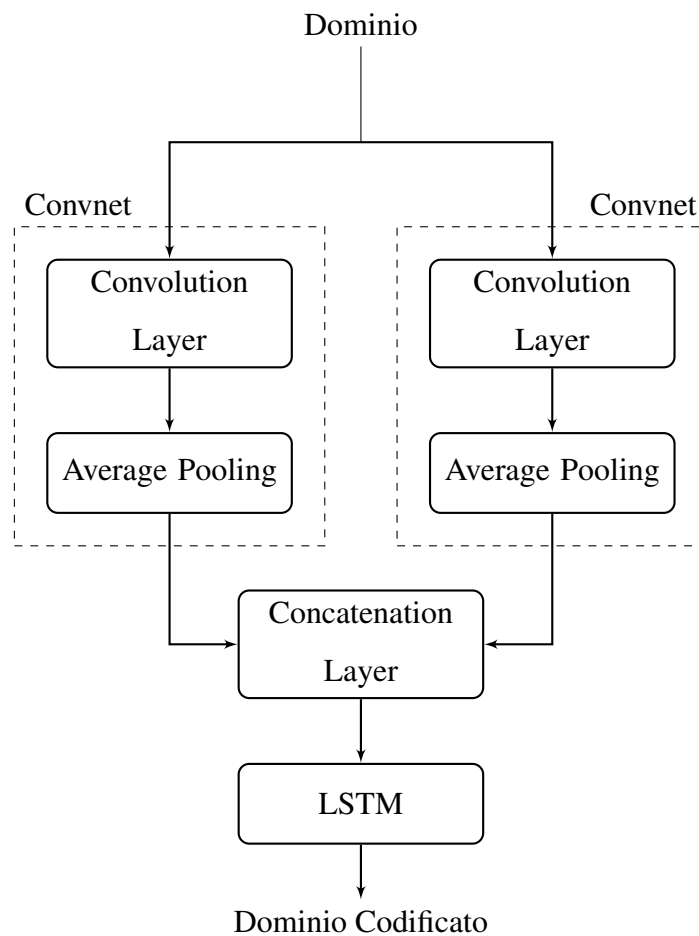 Dominio
Convnet
Convnet
Convolution
Layer
Convolution
Layer
Average Pooling
Average Pooling
Concatenation
Layer
LSTM
Dominio Codificato